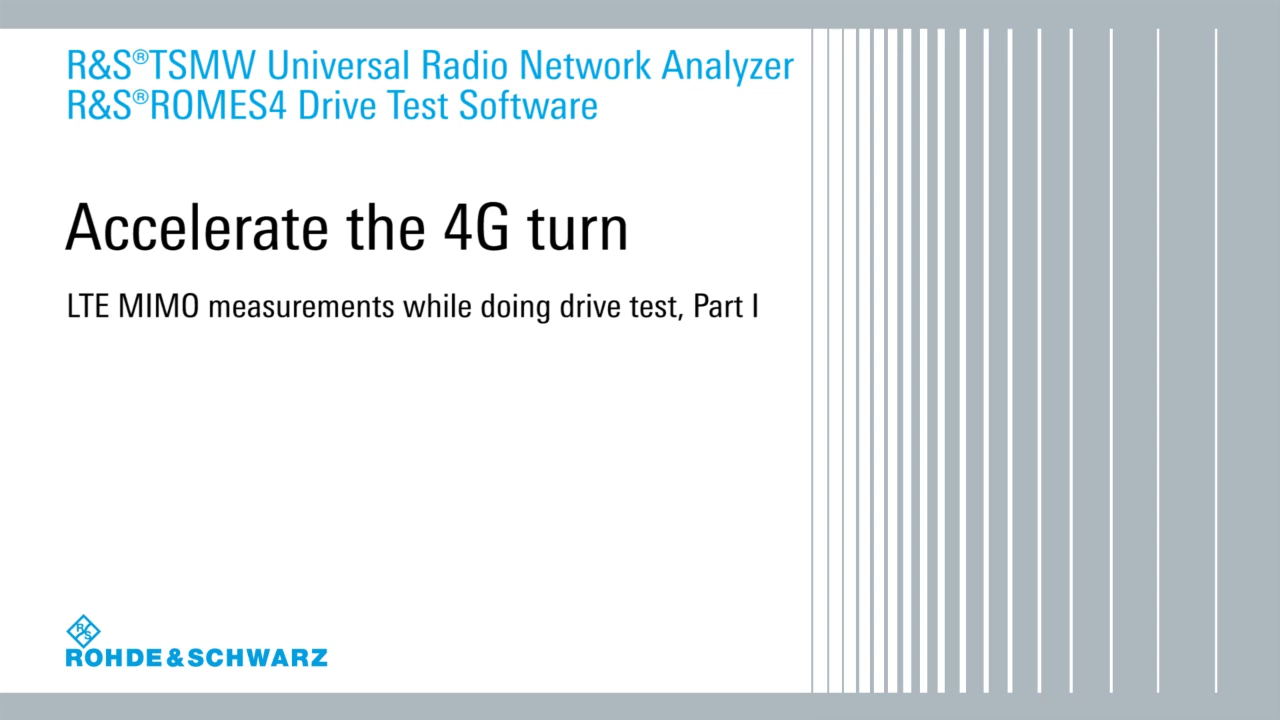 R&S®TSMW Universal Radio Network Analyzer
R&S®ROMES4 Drive Test Software
Accelerate the 4G turn
LTE MIMO measurements while doing drive test, Part I
R S
ROHDE&SCHWARZ